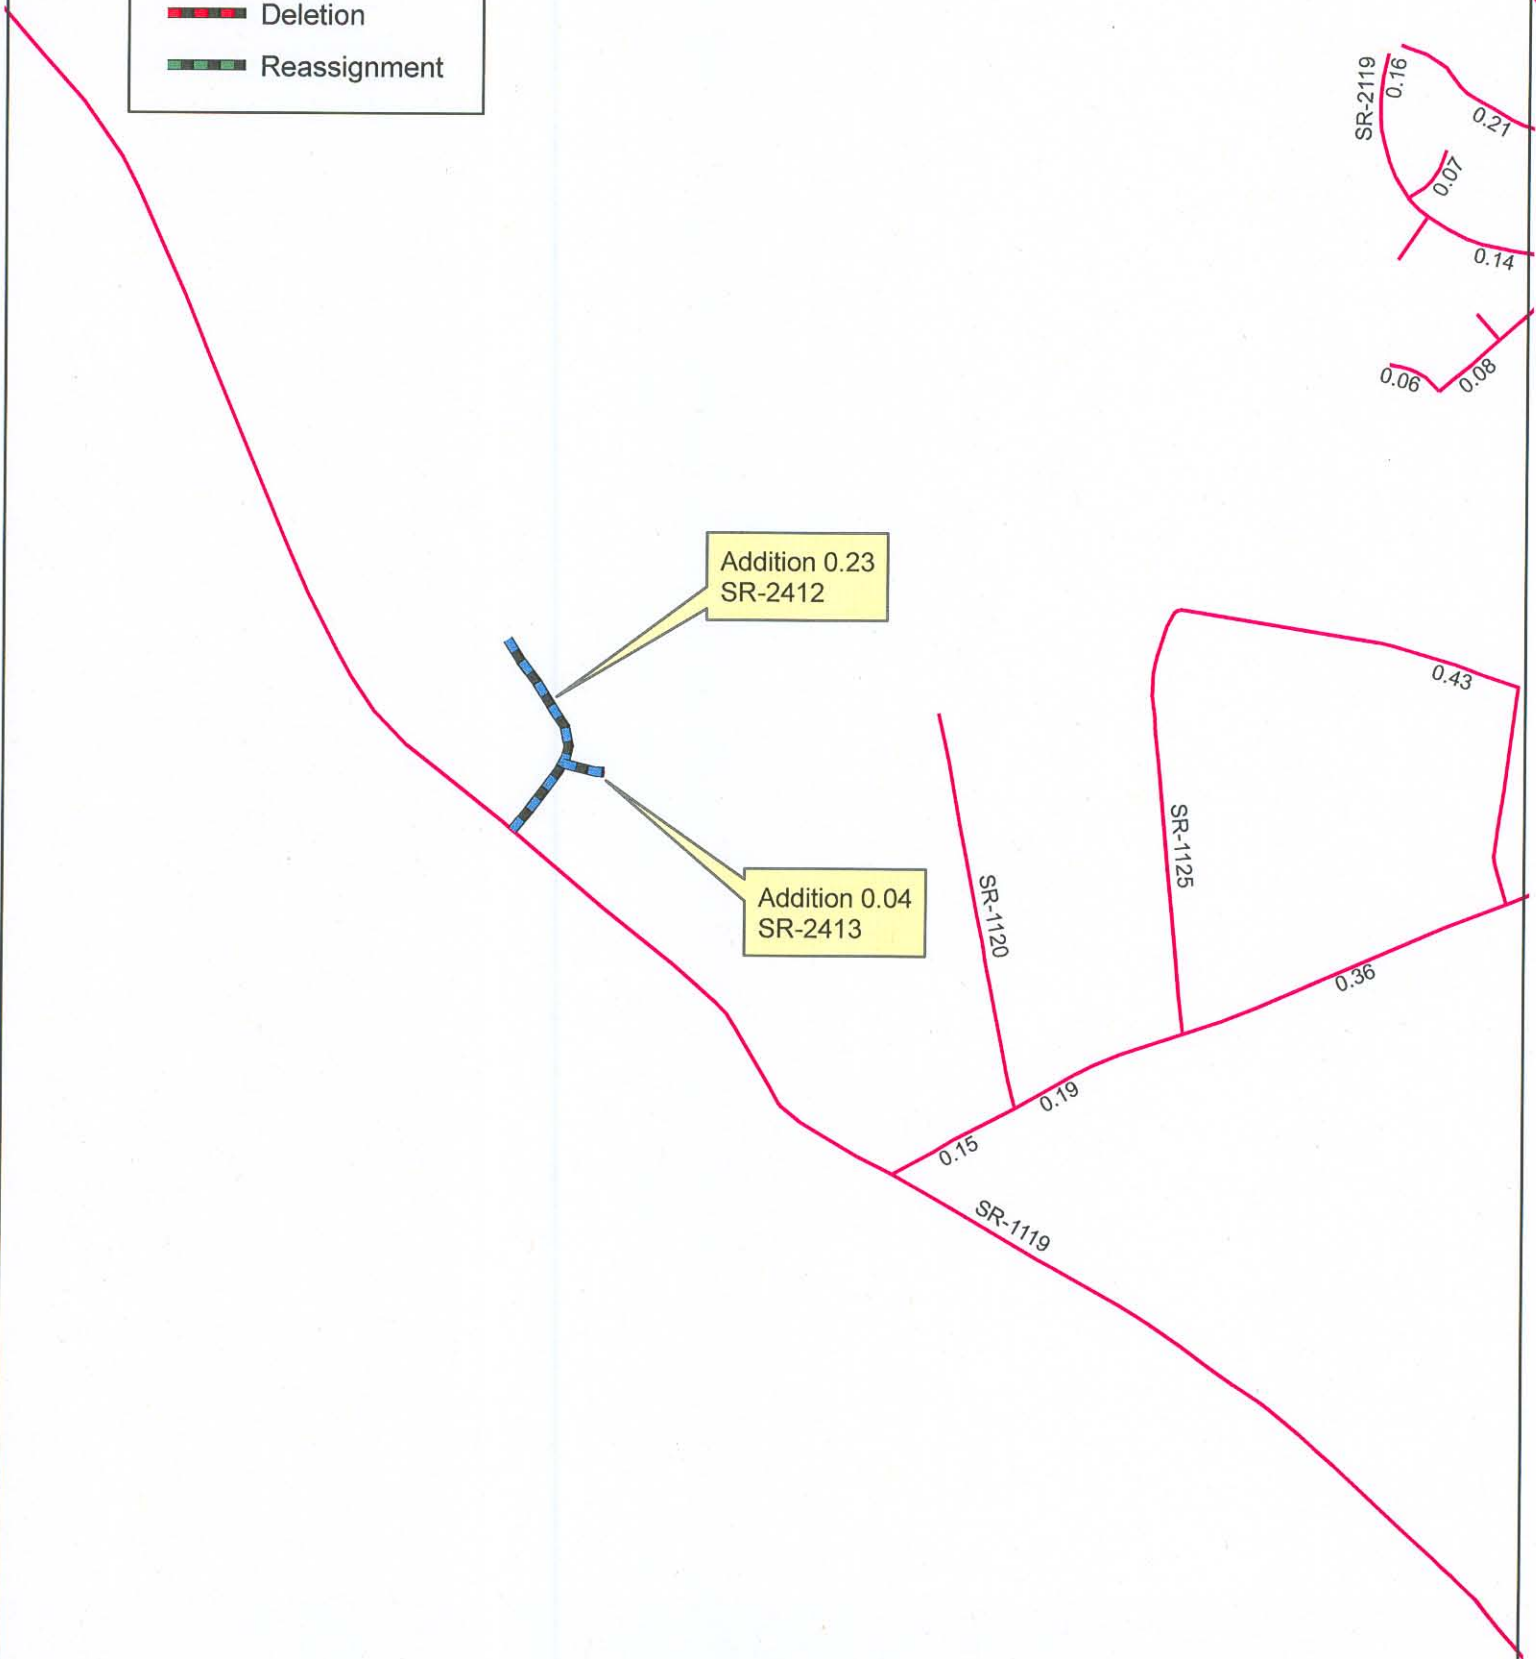 Deletion
Reassignment
SR-2119
0.16
0.21
0.07
0.14
0.06
0.08
Addition 0.23
SR-2412
0.43
SR-1125
Addition 0.04
SR-2413
SR-1120
0.36
0.19
0.15
SR-1119